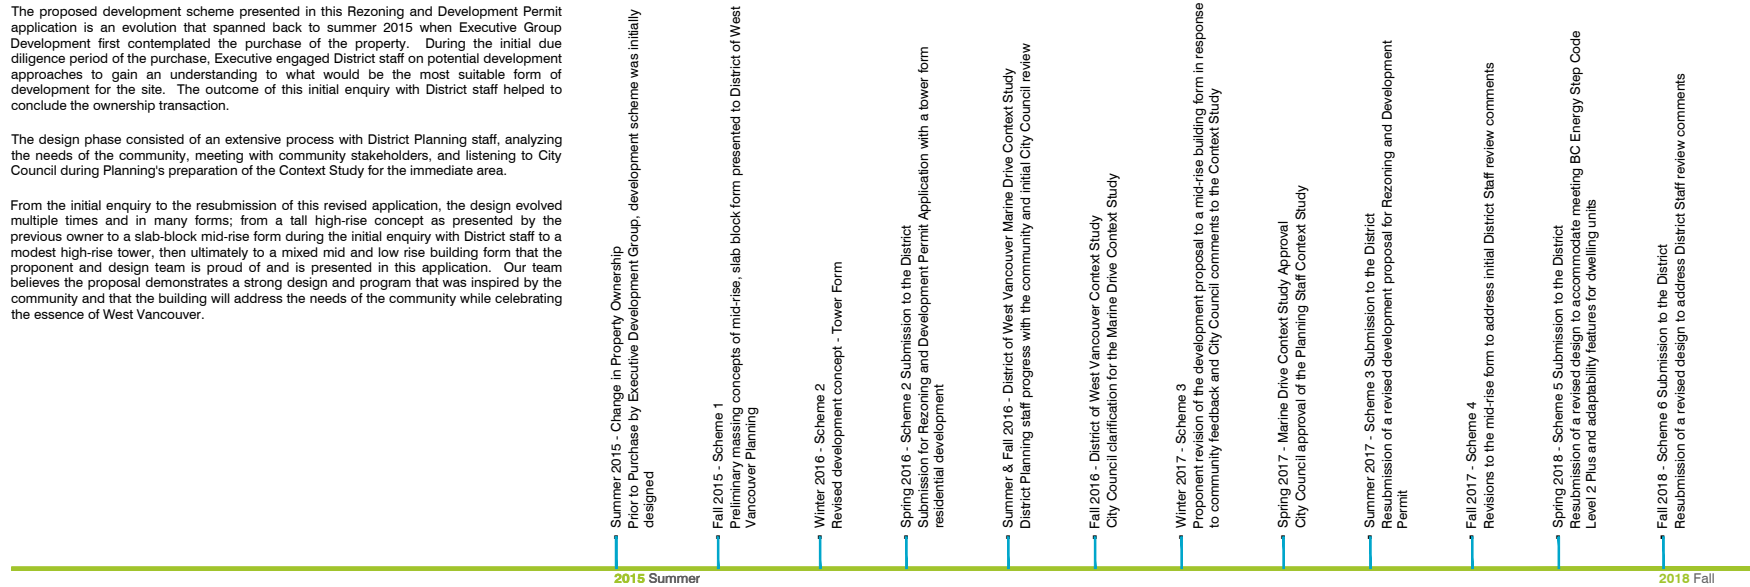 The proposed development scheme presented in this Rezoning and Development Permit
application is an evolution that spanned back to summer 2015 when Executive Group
Development first contemplated the purchase of the property. During the initial due
diligence period of the purchase, Executive engaged District staff on potential development
approaches to gain an understanding to what would be the most suitable form of
development for the site. The outcome of this initial enquiry with District staff helped to
conclude the ownership transaction.
The design phase consisted of an extensive process with District Planning staff, analyzing
the needs of the community, meeting with community stakeholders, and listening to City
Council during Planning's preparation of the Context Study for the immediate area.
From the initial enquiry to the resubmission of this revised application, the design evolved
multiple times and in many forms; from a tall high-rise concept as presented by the
previous owner to a slab-block mid-rise form during the initial enquiry with District staff to a
modest high-rise tower, then ultimately to a mixed mid and low rise building form that the
proponent and design team is proud of and is presented in this application. Our team
believes the proposal demonstrates a strong design and program that was inspired by the
community and that the building will address the needs of the community while celebrating
the essence of West Vancouver.
Summer 2015 - Change in Property Ownership
Prior to Purchase by Executive Development Group, development scheme was initially
designed
Fall 2015 - Scheme 1
Preliminary massing concepts of mid-rise, slab block form presented to District of West
Vancouver Planning
Winter 2016 - Scheme 2
Revised development concept - Tower Form
Spring 2016 - Scheme 2 Submission to the District
Submission for Rezoning and Development Permit Application with a tower form
residential development
Summer & Fall 2016 - District of West Vancouver Marine Drive Context Study
District Planning staff progress with the community and initial City Council review
Fall 2016 - District of West Vancouver Context Study
City Council clarification for the Marine Drive Context Study
Winter 2017 - Scheme 3
Proponent revision of the development proposal to a mid-rise building form in response
to community feedback and City Council comments to the Context Study
Spring 2017 - Marine Drive Context Study Approval
City Council approval of the Planning Staff Context Study
Summer 2017 - Scheme 3 Submission to the District
Resubmission of a revised development proposal for Rezoning and Development
Permit
Fall 2017 - Scheme 4
Revisions to the mid-rise form to address initial District Staff review comments
Spring 2018 - Scheme 5 Submission to the District
Resubmission of a revised design to accommodate meeting BC Energy Step Code
Level 2 Plus and adaptability features for dwelling units
Fall 2018 - Scheme 6 Submission to the District
Resubmission of a revised design to address District Staff review comments
2015 Summer
2018 Fall